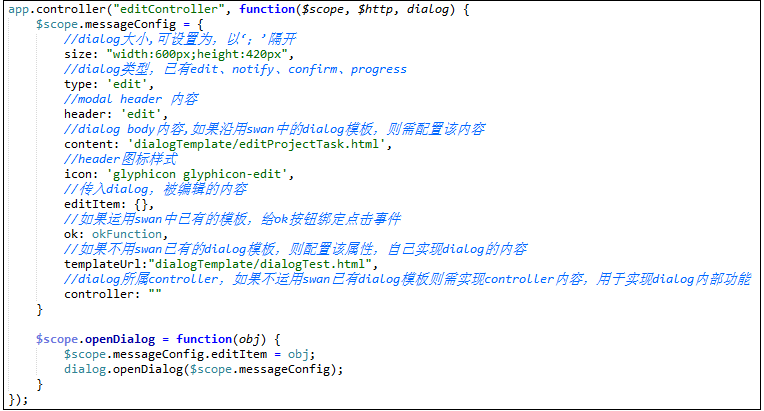 app.controller("editController", function($scope, $http, dialog) {
    $scope.messageConfig = {
        //dialog大小,可设置为，以‘；’隔开
        size: "width:600px;height:420px",
        //dialog类型，已有edit、notify、confirm、progress
        type: 'edit',
        //modal header 内容
        header: 'edit',
        //dialog body内容,如果沿用swan中的dialog模板，则需配置该内容
        content: 'dialogTemplate/editProjectTask.html',
        //header图标样式
        icon: 'glyphicon glyphicon-edit',
        //传入dialog，被编辑的内容
        editItem: {},
        //如果运用swan中已有的模板，给ok按钮绑定点击事件
        ok: okFunction,
        //如果不用swan已有的dialog模板，则配置该属性，自己实现dialog的内容
        templateUrl:"dialogTemplate/dialogTest.html",
        //dialog所属controller，如果不运用swan已有dialog模板则需实现controller内容，用于实现dialog内部功能
        controller: ""
    }

    $scope.openDialog = function(obj) {
        $scope.messageConfig.editItem = obj;
        dialog.openDialog($scope.messageConfig);
    }
});